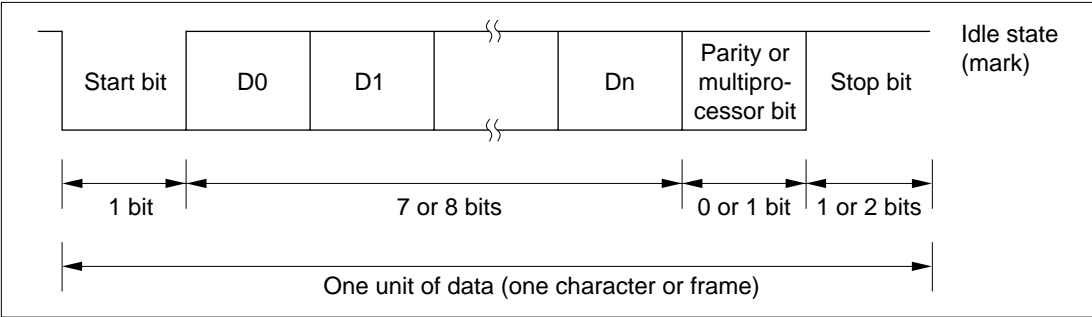 Idle state
(mark)
Start bit
D0
D1
Dn
Parity or
multipro-
cessor bit
Stop bit
1 bit
7 or 8 bits
0 or 1 bit
1 or 2 bits
One unit of data (one character or frame)